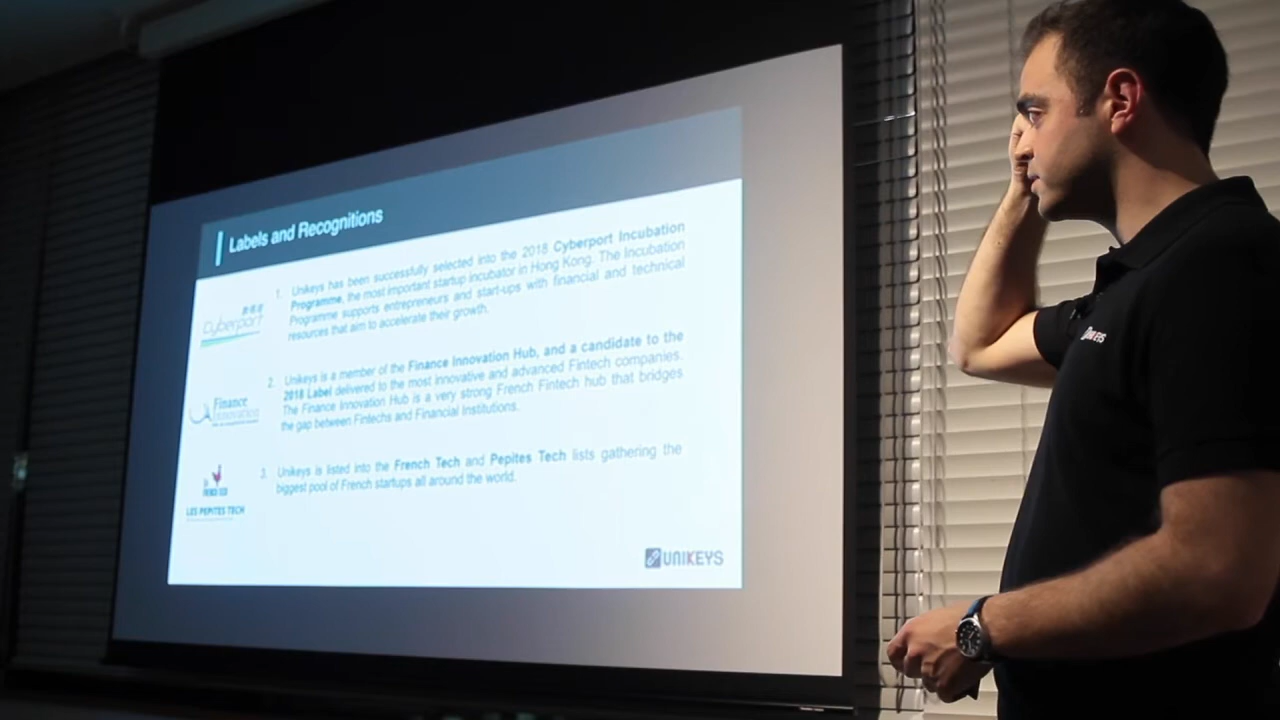 Labels and Recognitions
1. Unikeys has been successfully selected into the 2018 Cyberport Incubation
Programme, the most important startup incubator in Hong Kong. The Incubation
Programme supports entrepreneurs and start-ups with financial and technical
resources that aim to accelerate their growth.
Cyberport
2. Unikeys is a member of the Finance Innovation Hub, and a candidate to the
2018 Label delivered to the most innovative and advanced Fintech companies.
The Finance Innovation Hub is a very strong French Fintech hub that bridges
the gap between Fintechs and Financial Institutions.
Finance
innovation
3. Unikeys is listed into the French Tech and Pepites Tech lists gathering the
biggest pool of French startups all around the world.
FRENCH TECH
LES PEPITES TECH
UNIKEYS